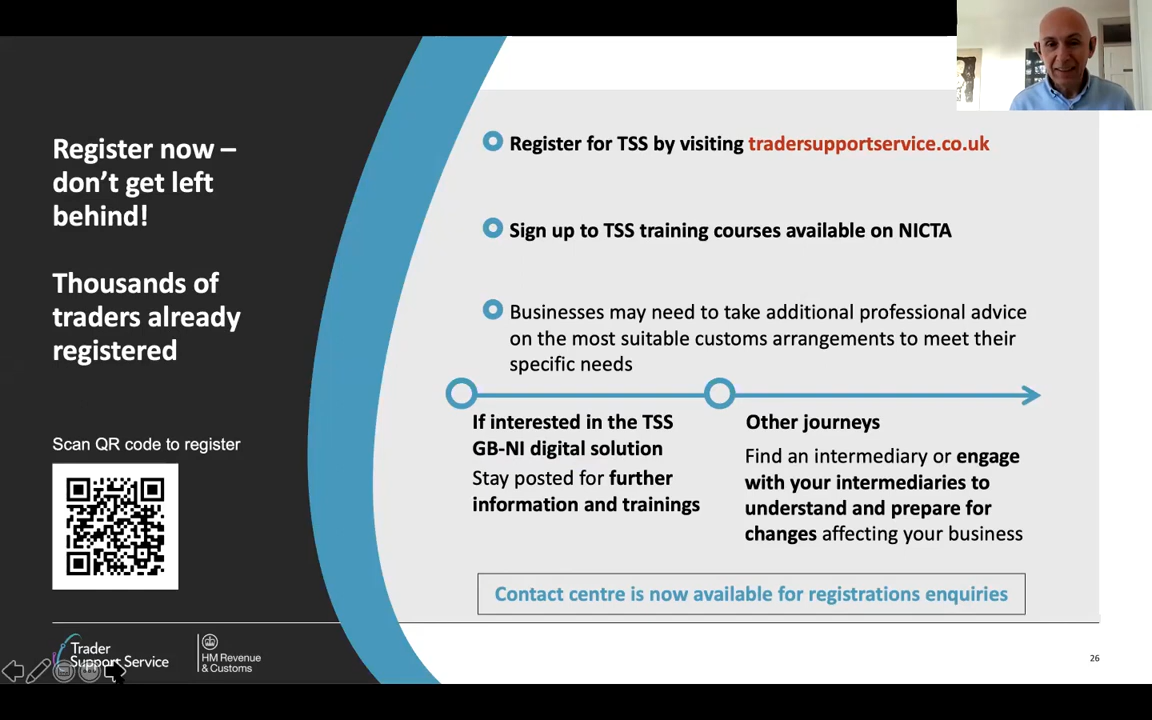 Register now –
don’t get left
behind!
Thousands of
traders already
registered
Scan QR code to register
Trader
Support Service
HM Revenue
& Customs
Register for TSS by visiting tradersupportservice.co.uk
Sign up to TSS training courses available on NICTA
Businesses may need to take additional professional advice
on the most suitable customs arrangements to meet their
specific needs
If interested in the TSS
GB-NI digital solution
Stay posted for further
information and trainings
Other journeys
Find an intermediary or engage
with your intermediaries to
understand and prepare for
changes affecting your business
Contact centre is now available for registrations enquiries
26